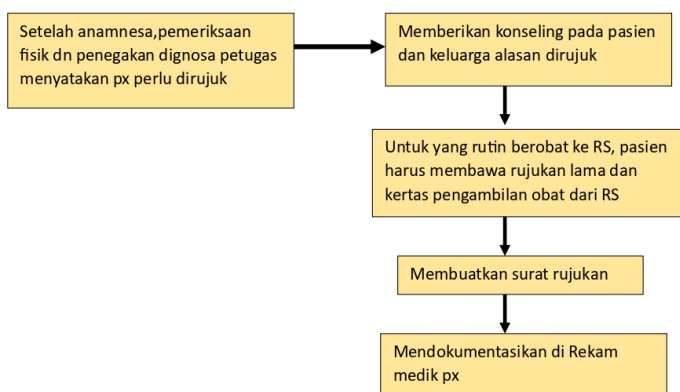 Setelah anamnesa,pemeriksaan
fisik dn penegakan dignosa petugas
menyatakan px perlu dirujuk
Memberikan konseling pada pasien
dan keluarga alasan dirujuk
Untuk yang rutin berobat ke RS, pasien
harus membawa rujukan lama dan
kertas pengambilan obat dari RS
Membuatkan surat rujukan
Mendokumentasikan di Rekam
medik px